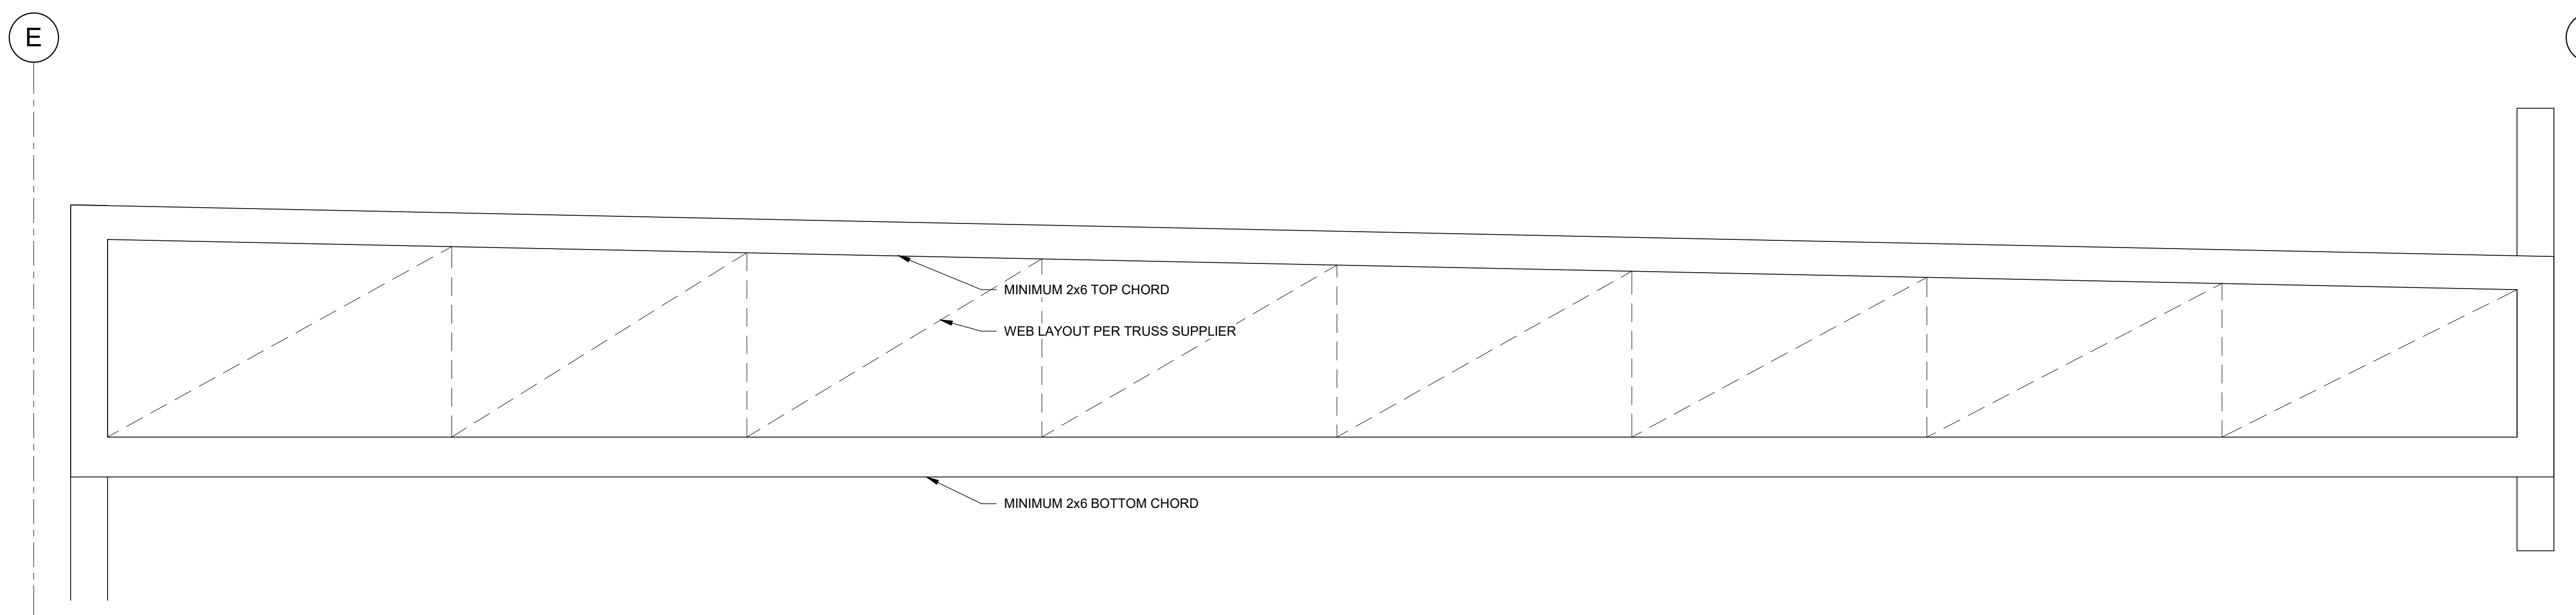 E
MINIMUM 2x6 TOP CHORD
WEB LAYOUT PER TRUSS SUPPLIER
MINIMUM 2x6 BOTTOM CHORD